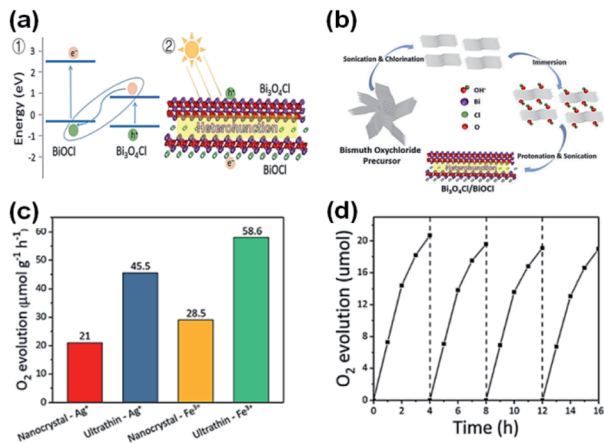 (a)
①
②
Energy (eV)
3
2
1
0
-1
-2
e⁻
h⁺
BiOCl
Bi₃O₄Cl
h⁺
Bi₃O₄Cl
Heterojunction
e⁻
BiOCl
(b)
Sonication & Chlorination
Immersion
OH⁻
Bi
Cl
O
Bismuth Oxychloride
Precursor
Protonation & Sonication
Heterojunction
Bi₃O₄Cl/BiOCl
(c)
O₂ evolution (μmol g⁻¹ h⁻¹)
60
50
40
30
20
10
0
21
45.5
28.5
58.6
Nanocrystal - Ag⁺
Ultrathin - Ag⁺
Nanocrystal - Fe³⁺
Ultrathin - Fe³⁺
(d)
O₂ evolution (umol)
24
20
16
12
8
4
0
0 2 4 6 8 10 12 14 16
Time (h)